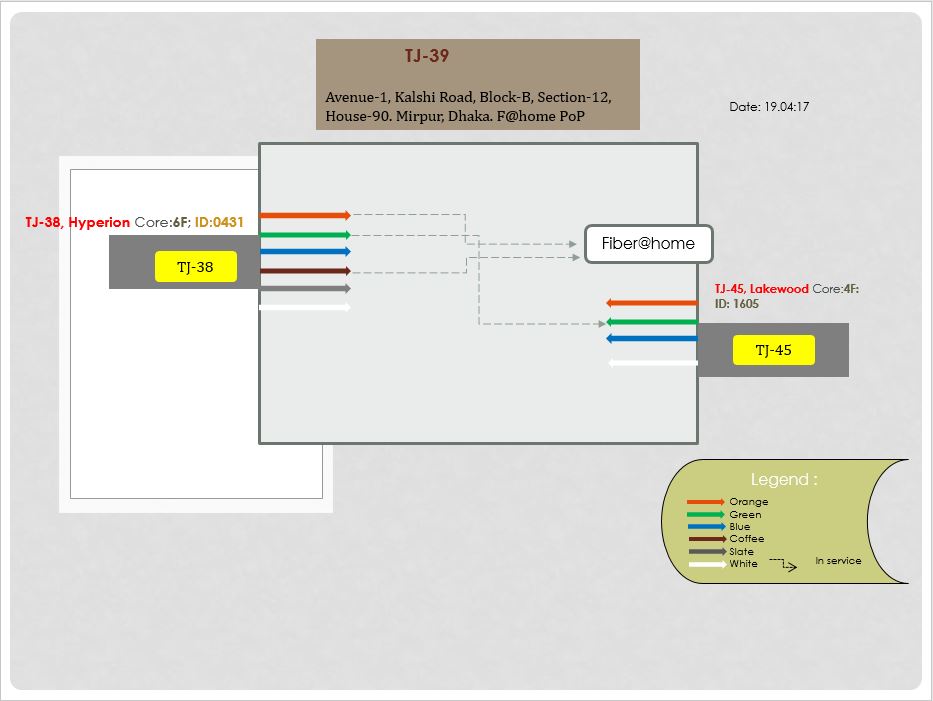 TJ-39
Avenue-1, Kalshi Road, Block-B, Section-12,
House-90. Mirpur, Dhaka. F@home PoP
Date: 19.04:17
TJ-38, Hyperion Core:6F; ID:0431
TJ-38
Fiber@home
TJ-45, Lakewood Core:4F:
ID: 1605
TJ-45
Legend :
Orange
Green
Blue
Coffee
Slate
White
In service